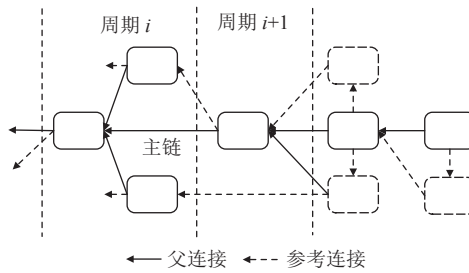 周期 i
周期 i+1
主链
父连接
参考连接